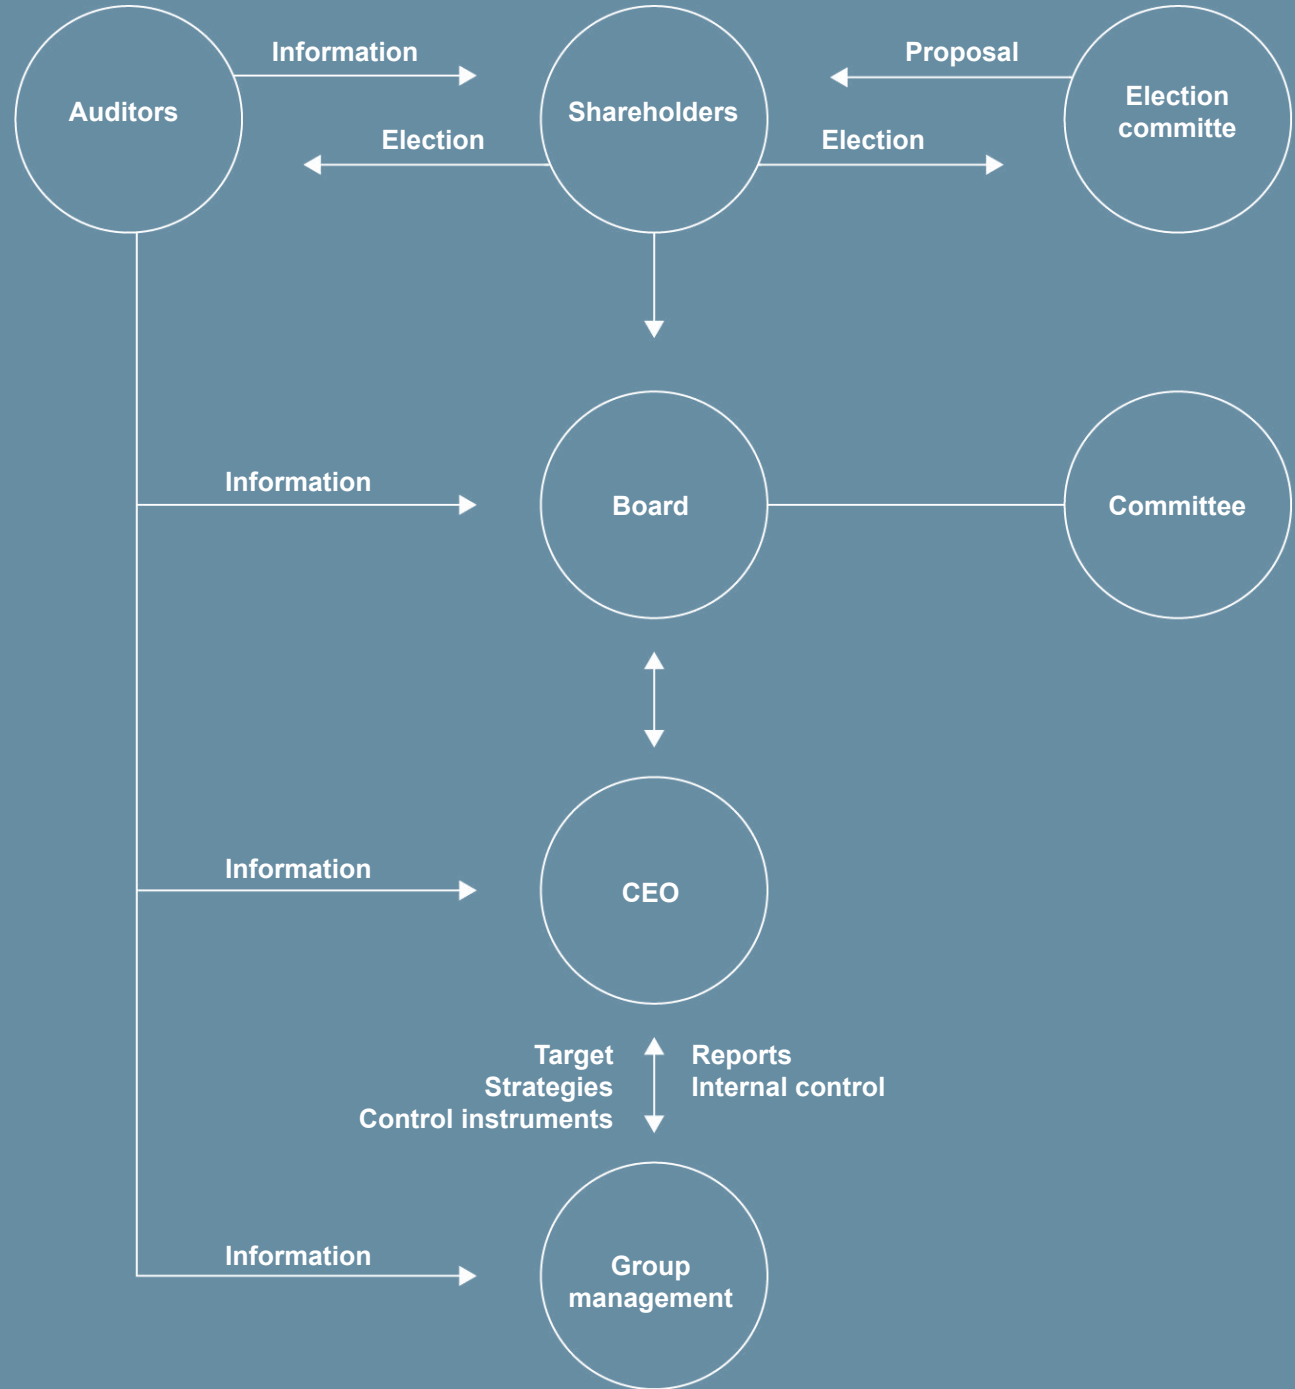 Information
Proposal
Auditors
Shareholders
Election
committe
Election
Election
Information
Board
Committee
Information
CEO
Target
Strategies
Control instruments
Reports
Internal control
Information
Group
management